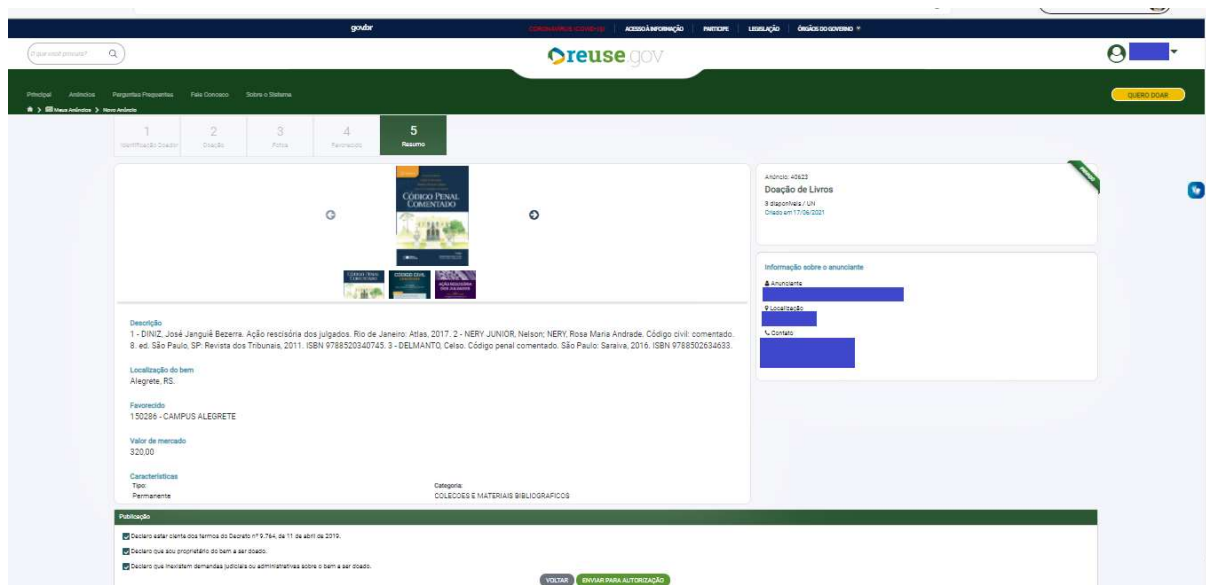 gov.br
CORONAVÍRUS (COVID-19) ACESSO À INFORMAÇÃO PARTICIPE LEGISLAÇÃO ÓRGÃOS DO GOVERNO
O que você procura?
reuse.gov
Principal Anúncios Perguntas Frequentes Fale Conosco Sobre o Sistema
QUERO DOAR
Meus Anúncios > Novo Anúncio
1 2 3 4 5
Identificação Doador Doação Fotos Favorecido Resumo
CÓDIGO PENAL
COMENTADO
Anúncio: 40623
Doação de Livros
3 disponíveis / UN
Criado em 17/06/2021
Informação sobre o anunciante
Anunciante
Localização
Contato
Descrição
1 - DINIZ, José Janguiê Bezerra. Ação rescisória dos julgados. Rio de Janeiro: Atlas, 2017. 2 - NERY JUNIOR, Nelson; NERY, Rosa Maria Andrade. Código civil: comentado.
8. ed. São Paulo, SP: Revista dos Tribunais, 2011. ISBN 9788520340745. 3 - DELMANTO, Celso. Código penal comentado. São Paulo: Saraiva, 2016. ISBN 9788502634633.
Localização do bem
Alegrete, RS.
Favorecido
150286 - CAMPUS ALEGRETE
Valor de mercado
320,00
Características
Tipo: Categoria:
Permanente COLECOES E MATERIAIS BIBLIOGRAFICOS
Publicação
Declaro estar ciente dos termos do Decreto nº 9.764, de 11 de abril de 2019.
Declaro que sou proprietário do bem a ser doado.
Declaro que inexistem demandas judiciais ou administrativas sobre o bem a ser doado.
VOLTAR ENVIAR PARA AUTORIZAÇÃO